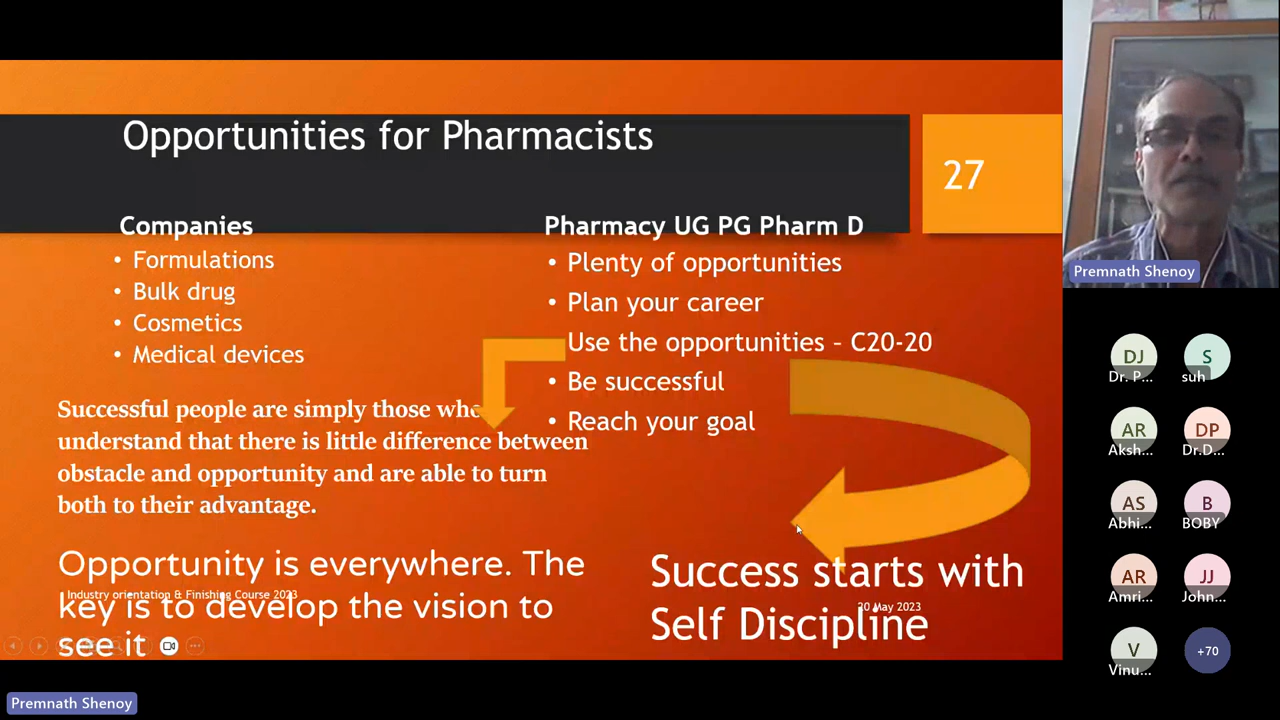 Opportunities for Pharmacists
27
Companies
• Formulations
• Bulk drug
• Cosmetics
• Medical devices
Pharmacy UG PG Pharm D
• Plenty of opportunities
• Plan your career
Use the opportunities – C20-20
• Be successful
• Reach your goal
Successful people are simply those who
understand that there is little difference between
obstacle and opportunity and are able to turn
both to their advantage.
Opportunity is everywhere. The
key is to develop the vision to
see it
Industry orientation & Finishing Course 2023
Success starts with
Self Discipline
20 May 2023
Premnath Shenoy
Premnath Shenoy
DJ
Dr. P...
S
suh
AR
Aksh...
DP
Dr.D...
AS
Abhi...
B
BOBY
AR
Amri...
JJ
John...
V
Vinu...
+70